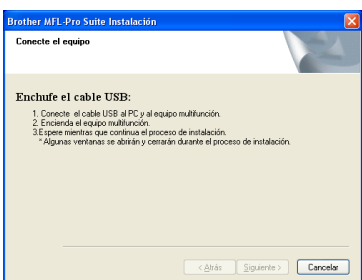 Brother MFL-Pro Suite Instalación
Conecte el equipo
Enchufe el cable USB:
1. Conecte el cable USB al PC y al equipo multifunción.
2. Encienda el equipo multifunción.
3.Espere mientras que continua el proceso de instalación.
* Algunas ventanas se abrirán y cerrarán durante el proceso de instalación.
< Atrás Siguiente > Cancelar